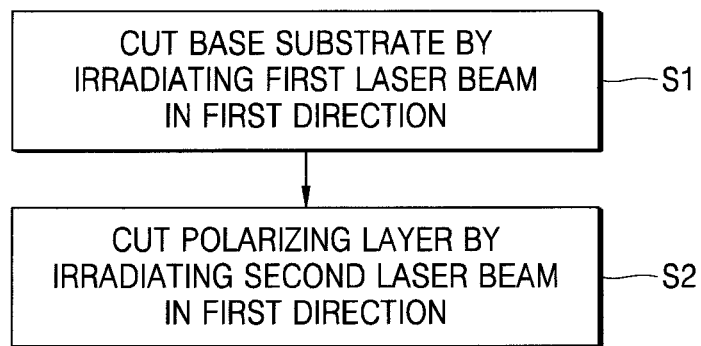 CUT BASE SUBSTRATE BY
IRRADIATING FIRST LASER BEAM
IN FIRST DIRECTION
S1
CUT POLARIZING LAYER BY
IRRADIATING SECOND LASER BEAM
IN FIRST DIRECTION
S2